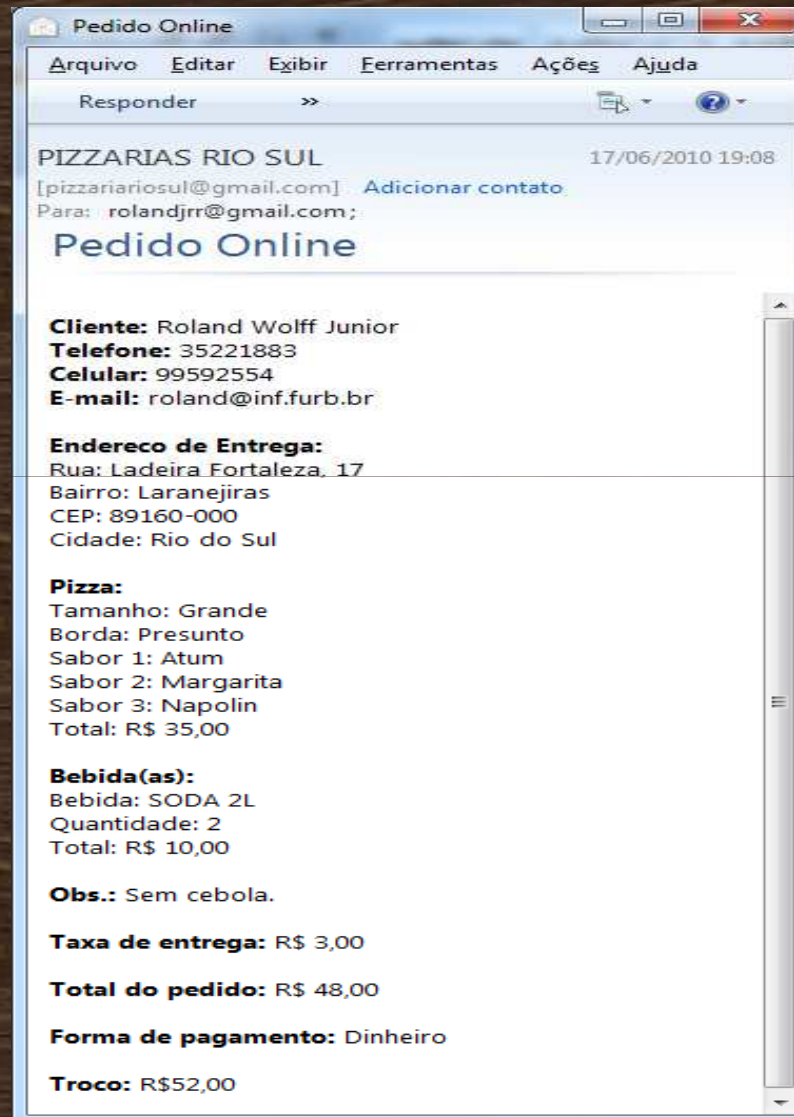 Pedido Online
Arquivo Editar Exibir Ferramentas Ações Ajuda
Responder »
PIZZARIAS RIO SUL 17/06/2010 19:08
[pizzariariosul@gmail.com] Adicionar contato
Para: rolandjrr@gmail.com;
Pedido Online
Cliente: Roland Wolff Junior
Telefone: 35221883
Celular: 99592554
E-mail: roland@inf.furb.br
Endereco de Entrega:
Rua: Ladeira Fortaleza, 17
Bairro: Laranejiras
CEP: 89160-000
Cidade: Rio do Sul
Pizza:
Tamanho: Grande
Borda: Presunto
Sabor 1: Atum
Sabor 2: Margarita
Sabor 3: Napolin
Total: R$ 35,00
Bebida(as):
Bebida: SODA 2L
Quantidade: 2
Total: R$ 10,00
Obs.: Sem cebola.
Taxa de entrega: R$ 3,00
Total do pedido: R$ 48,00
Forma de pagamento: Dinheiro
Troco: R$52,00